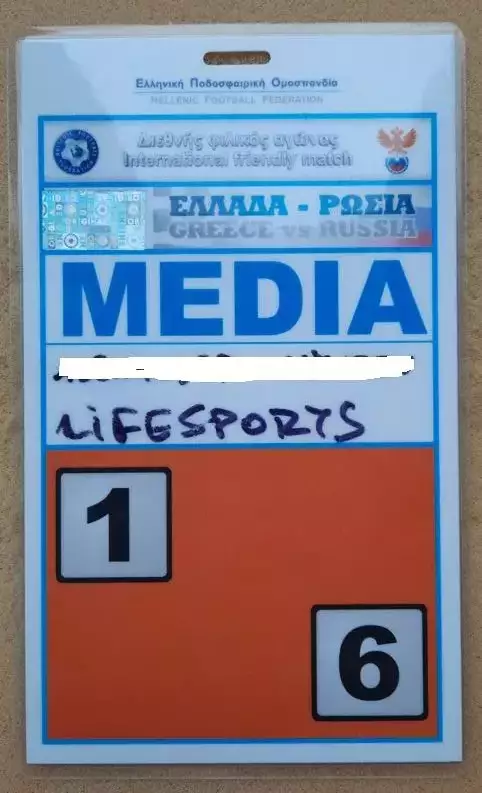 Ελληνική Ποδοσφαιρική Ομοσπονδία
HELLENIC FOOTBALL FEDERATION
Διεθνής φιλικός αγώνας
International friendly match
ΕΛΛΑΔΑ - ΡΩΣΙΑ
GREECE vs RUSSIA
MEDIA
LiFESPORTS
1
6